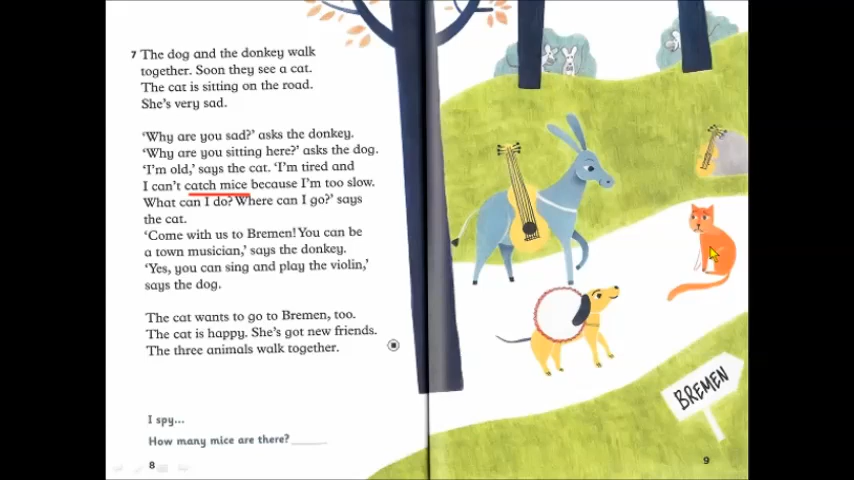 7 The dog and the donkey walk
together. Soon they see a cat.
The cat is sitting on the road.
She's very sad.
'Why are you sad?' asks the donkey.
'Why are you sitting here?' asks the dog.
'I'm old,' says the cat. 'I'm tired and
I can't catch mice because I'm too slow.
What can I do? Where can I go?' says
the cat.
'Come with us to Bremen! You can be
a town musician,' says the donkey.
'Yes, you can sing and play the violin,'
says the dog.
The cat wants to go to Bremen, too.
The cat is happy. She's got new friends.
The three animals walk together.
I spy...
How many mice are there? ______
8
BREMEN
9